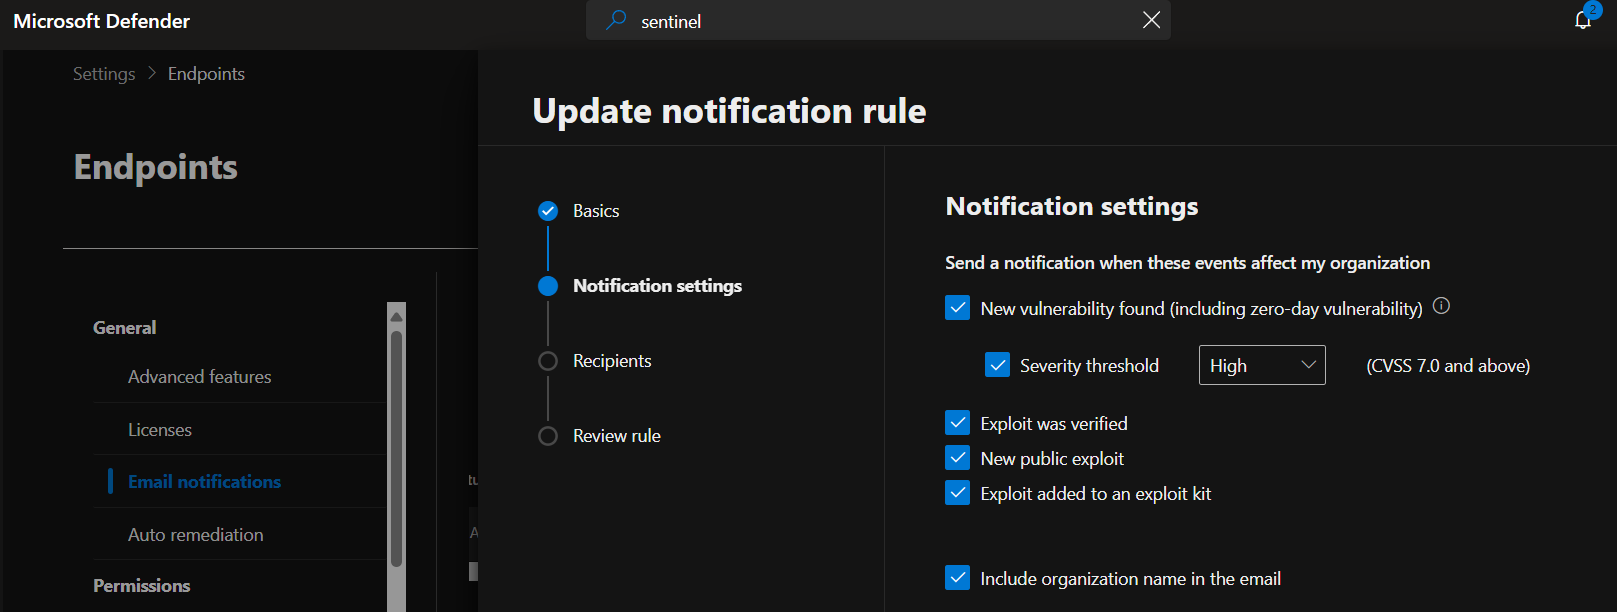 Microsoft Defender
sentinel
2
Settings > Endpoints
Endpoints
General
Advanced features
Licenses
Email notifications
Auto remediation
Permissions
Update notification rule
Basics
Notification settings
Recipients
Review rule
Notification settings
Send a notification when these events affect my organization
New vulnerability found (including zero-day vulnerability)
Severity threshold High (CVSS 7.0 and above)
Exploit was verified
New public exploit
Exploit added to an exploit kit
Include organization name in the email